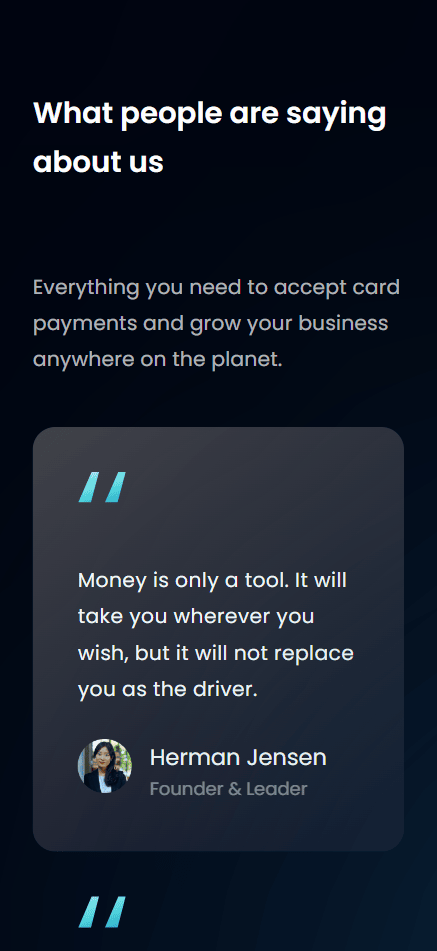 What people are saying
about us
Everything you need to accept card
payments and grow your business
anywhere on the planet.
Money is only a tool. It will
take you wherever you
wish, but it will not replace
you as the driver.
Herman Jensen
Founder & Leader